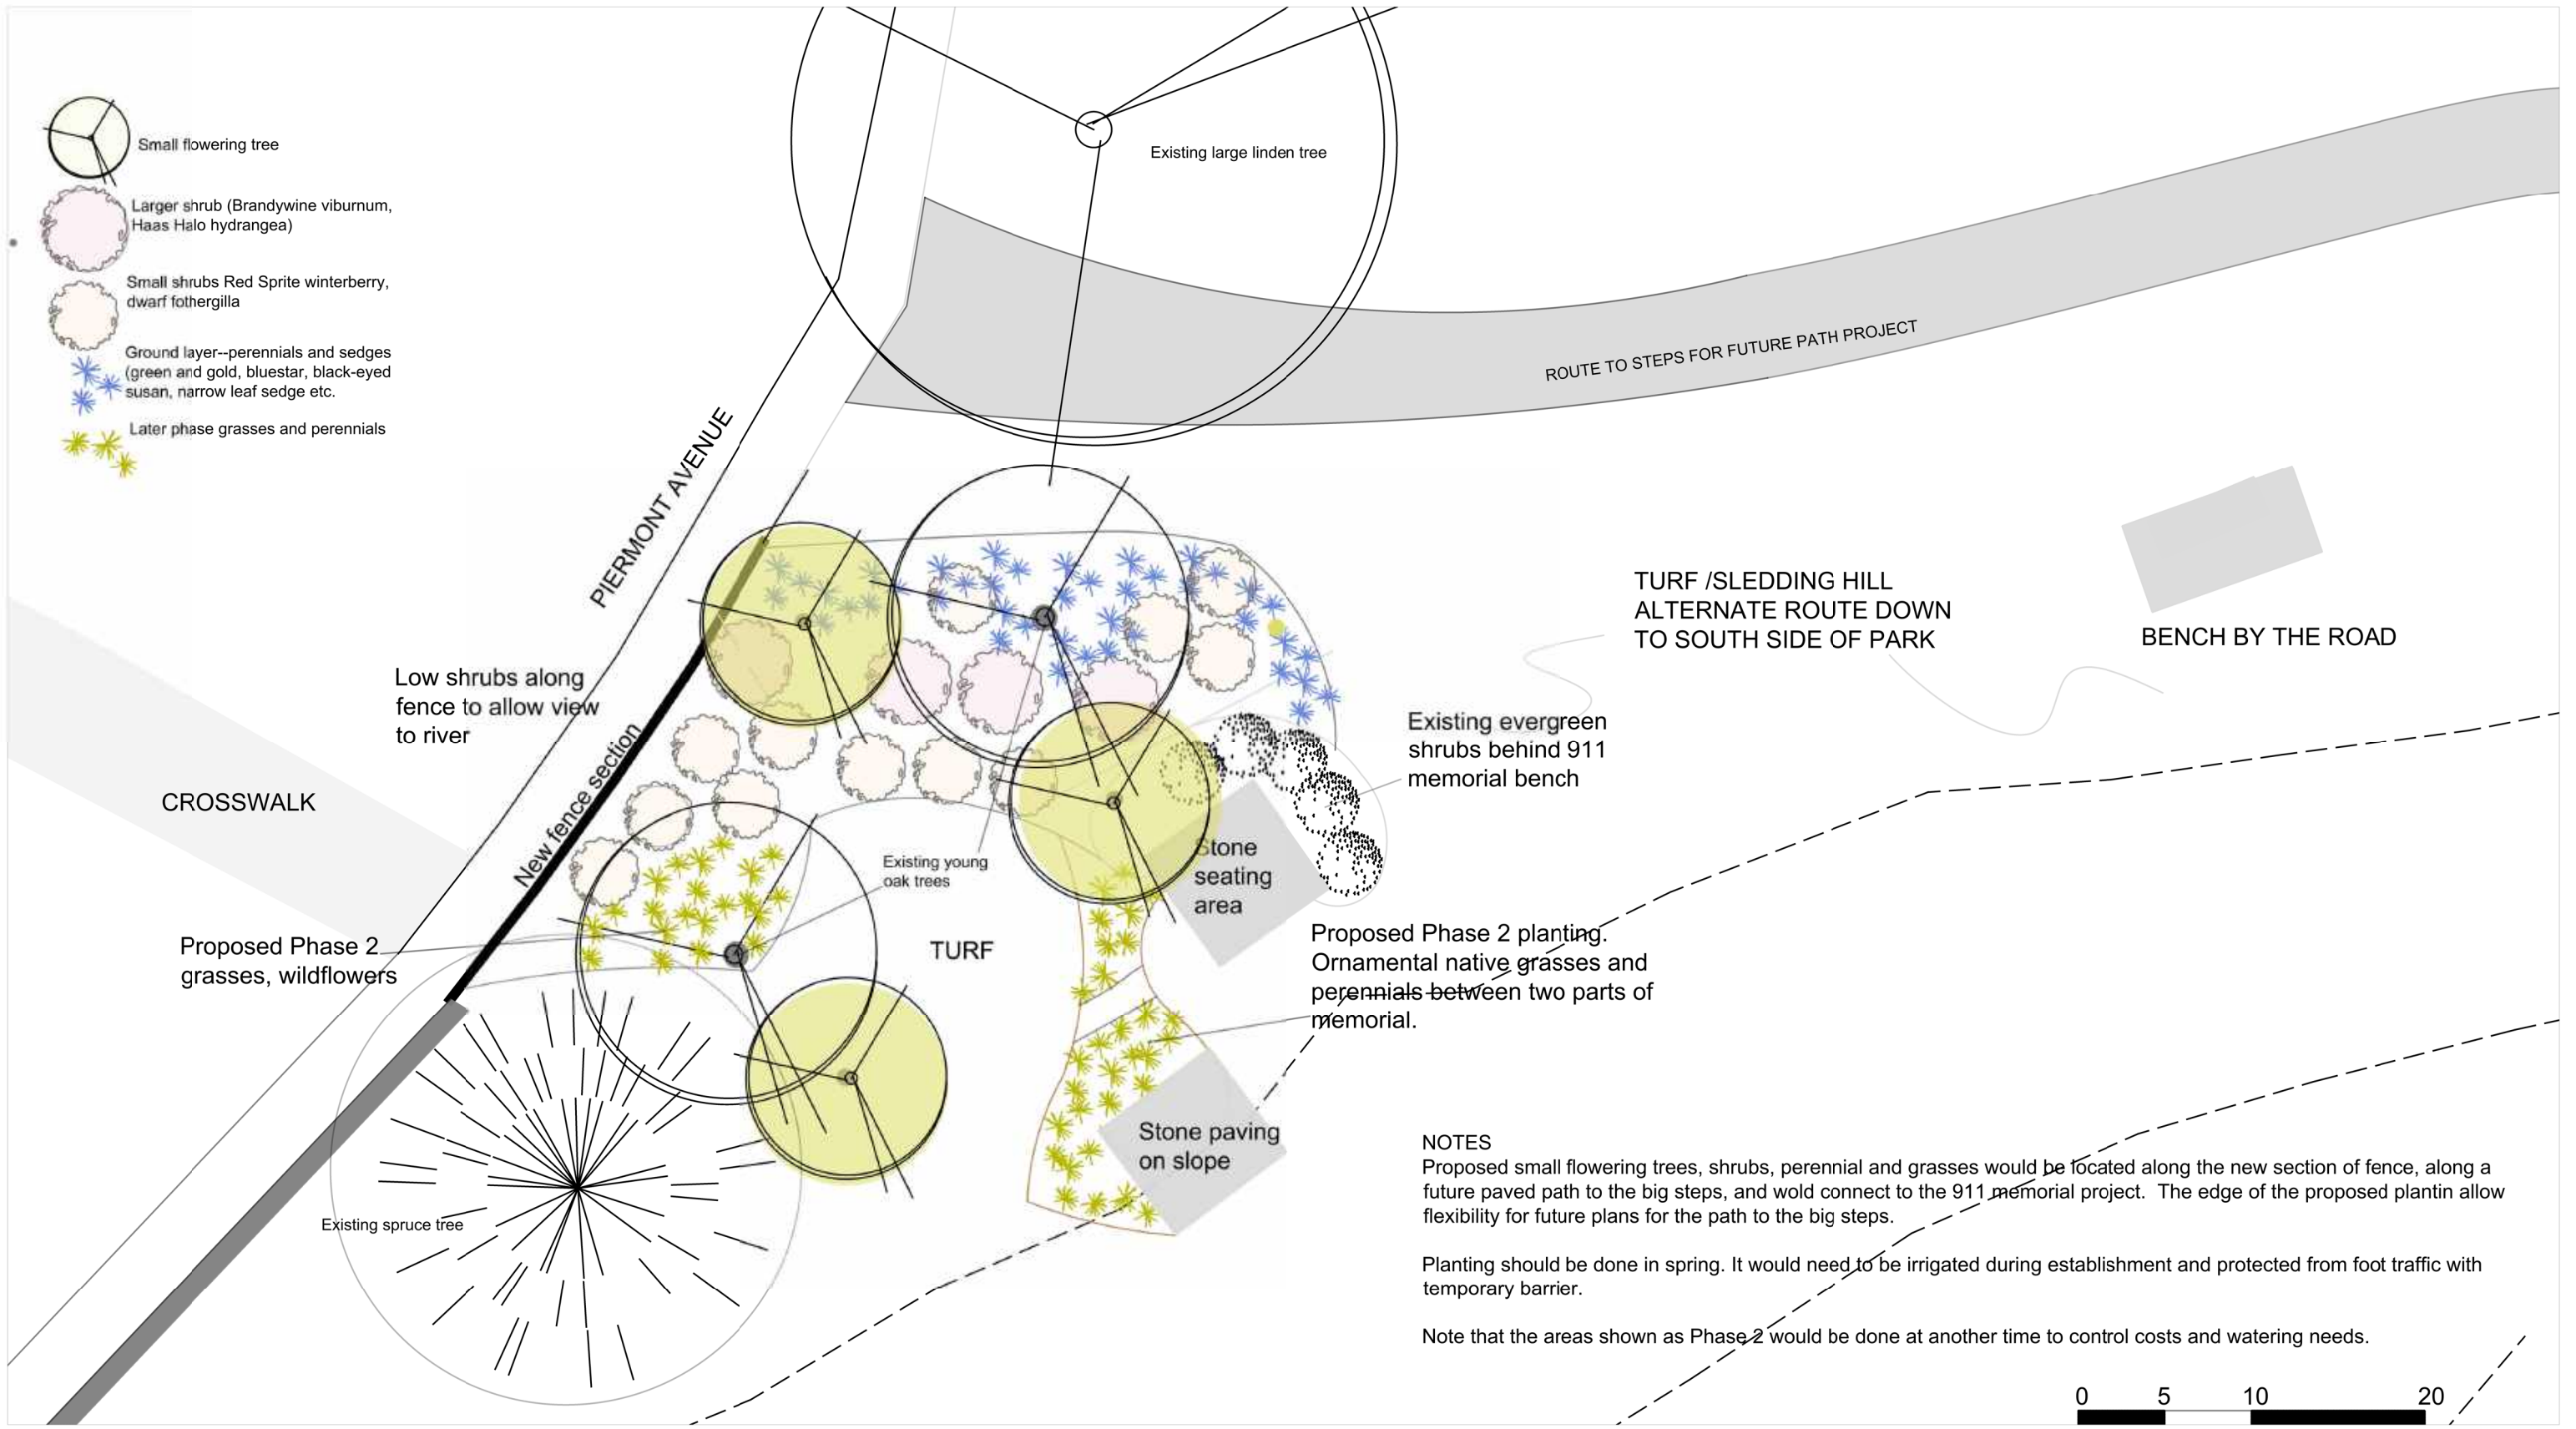 Small flowering tree
Larger shrub (Brandywine viburnum,
Haas Halo hydrangea)
Small shrubs Red Sprite winterberry,
dwarf fothergilla
Ground layer--perennials and sedges
(green and gold, bluestar, black-eyed
susan, narrow leaf sedge etc.
Later phase grasses and perennials
Existing large linden tree
ROUTE TO STEPS FOR FUTURE PATH PROJECT
PIERMONT AVENUE
TURF /SLEDDING HILL
ALTERNATE ROUTE DOWN
TO SOUTH SIDE OF PARK
BENCH BY THE ROAD
Low shrubs along
fence to allow view
to river
New fence section
CROSSWALK
Existing evergreen
shrubs behind 911
memorial bench
Existing young
oak trees
Stone
seating
area
TURF
Proposed Phase 2
grasses, wildflowers
Proposed Phase 2 planting.
Ornamental native grasses and
perennials between two parts of
memorial.
Stone paving
on slope
Existing spruce tree
NOTES
Proposed small flowering trees, shrubs, perennial and grasses would be located along the new section of fence, along a
future paved path to the big steps, and wold connect to the 911 memorial project.  The edge of the proposed plantin allow
flexibility for future plans for the path to the big steps.
Planting should be done in spring. It would need to be irrigated during establishment and protected from foot traffic with
temporary barrier.
Note that the areas shown as Phase 2 would be done at another time to control costs and watering needs.
0 5 10 20